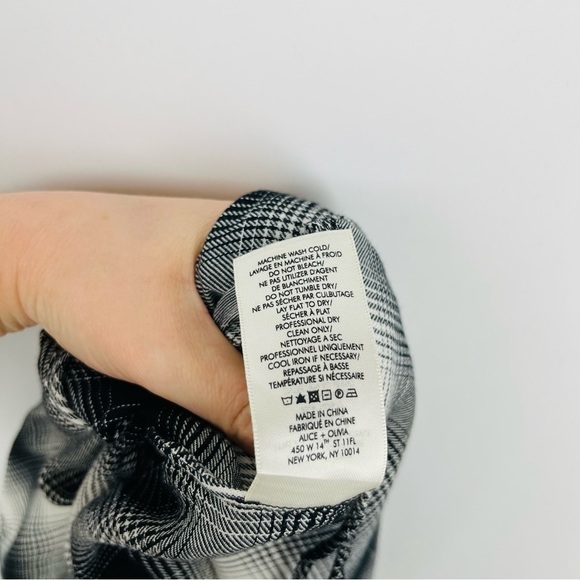 MACHINE WASH COLD/
LAVAGE EN MACHINE À FROID
DO NOT BLEACH/
NE PAS UTILIZER D'AGENT
DE BLANCHIMENT
DO NOT TUMBLE DRY/
NE PAS SÉCHER PAR CULBUTAGE
LAY FLAT TO DRY/
SÉCHER À PLAT
PROFESSIONAL DRY
CLEAN ONLY/
NETTOYAGE A SEC
PROFESSIONNEL UNIQUEMENT
COOL IRON IF NECESSARY/
REPASSAGE À BASSE
TEMPÉRATURE SI NÉCESSAIRE
MADE IN CHINA
FABRIQUÉ EN CHINE
ALICE + OLIVIA
450 W 14TH ST 11FL
NEW YORK, NY 10014